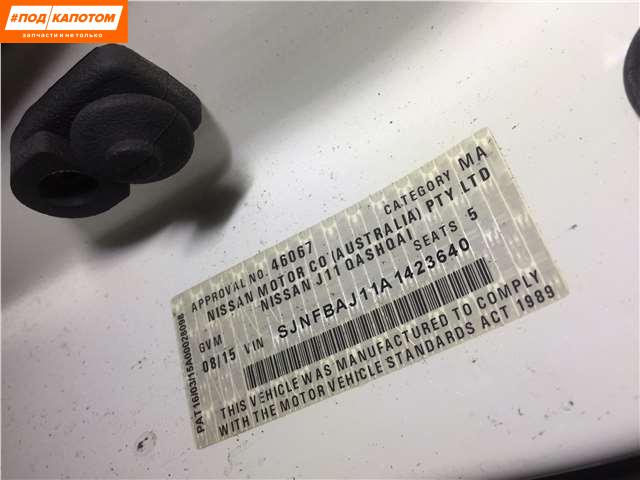 #ПОД КАПОТОМ
запчасти и не только
APPROVAL NO. 46067 CATEGORY MA
NISSAN MOTOR CO (AUSTRALIA) PTY LTD
NISSAN J11 QASHQAI SEATS 5
GVM
08/15 VIN SJNFBAJ11A1423640
THIS VEHICLE WAS MANUFACTURED TO COMPLY
WITH THE MOTOR VEHICLE STANDARDS ACT 1989